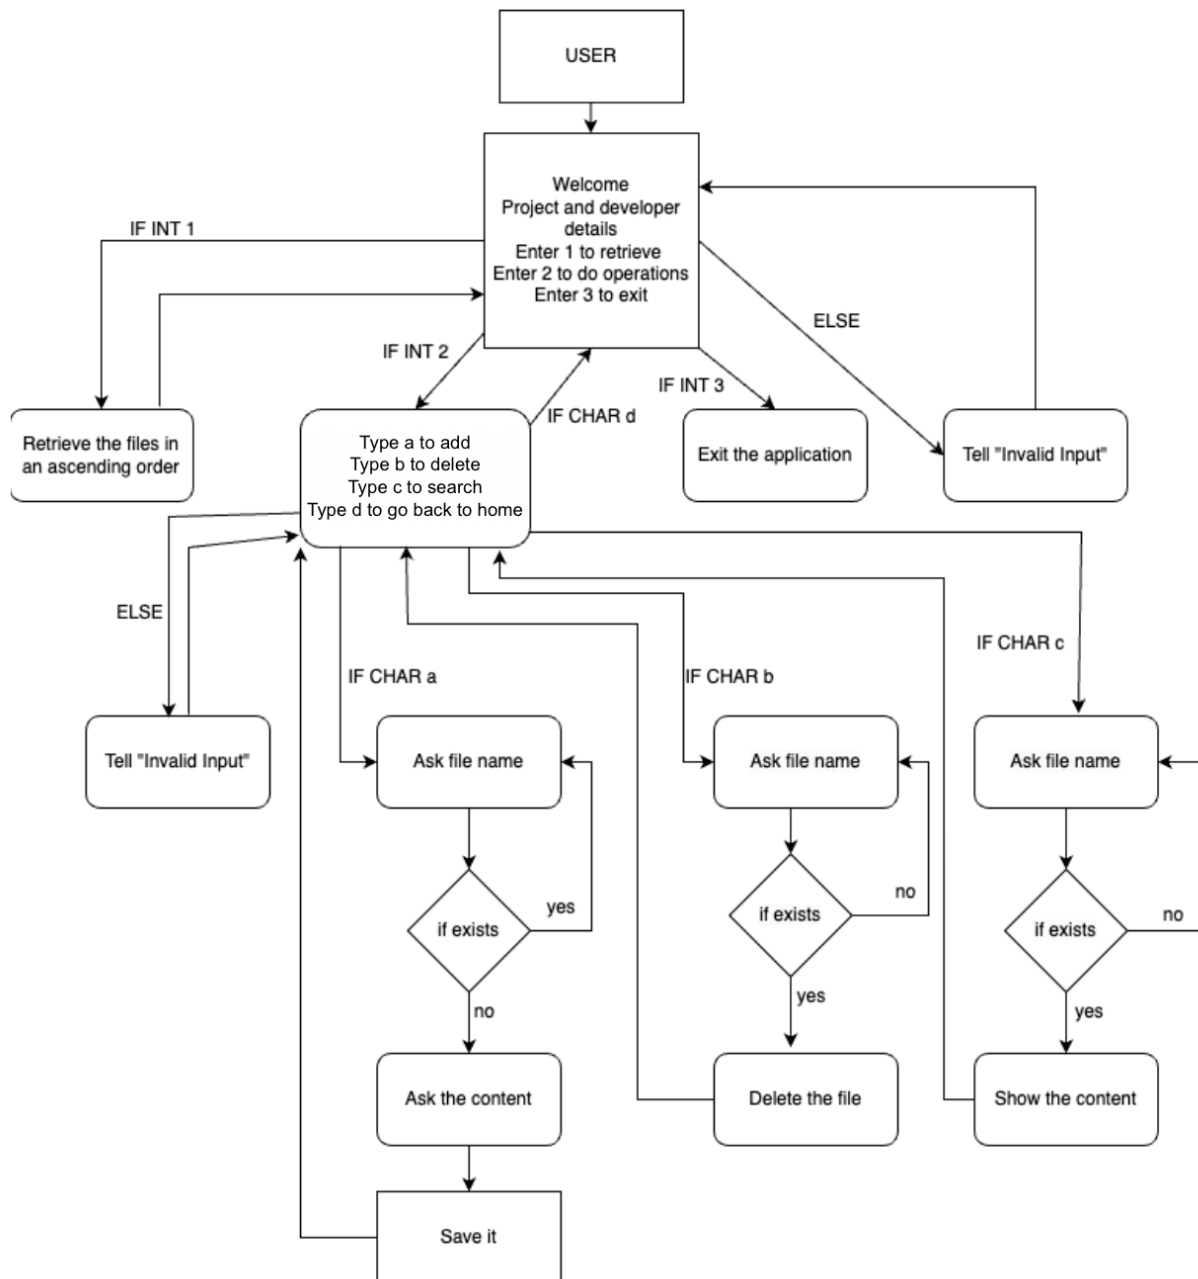 USER
Welcome
Project and developer
details
Enter 1 to retrieve
Enter 2 to do operations
Enter 3 to exit
IF INT 1
IF INT 2
IF CHAR d
IF INT 3
ELSE
Retrieve the files in
an ascending order
Type a to add
Type b to delete
Type c to search
Type d to go back to home
Exit the application
Tell "Invalid Input"
ELSE
IF CHAR a
IF CHAR b
IF CHAR c
Tell "Invalid Input"
Ask file name
Ask file name
Ask file name
if exists
yes
if exists
no
if exists
no
no
yes
yes
Ask the content
Delete the file
Show the content
Save it